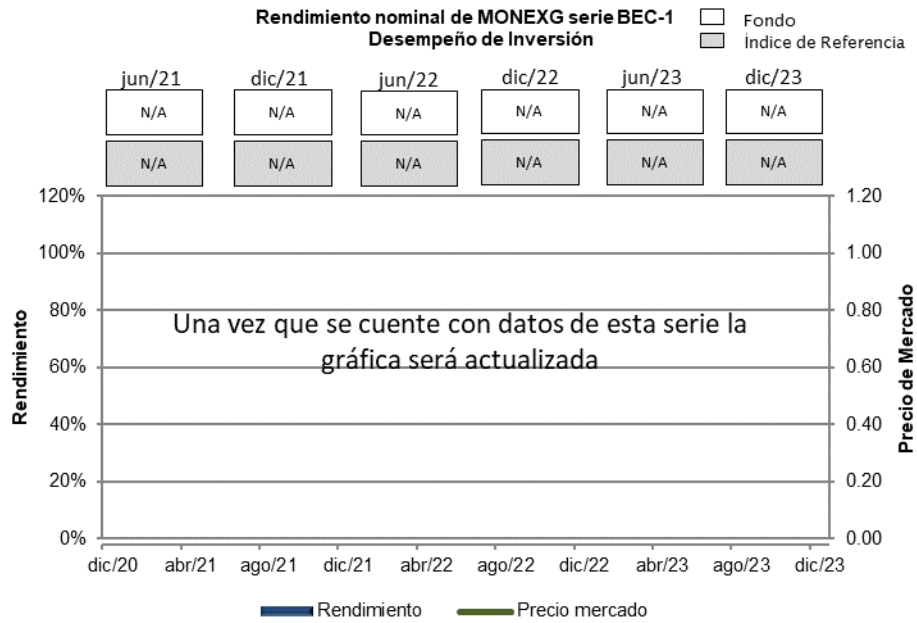 Rendimiento nominal de MONEXG serie BEC-1
Desempeño de Inversión
Fondo
Índice de Referencia
jun/21 dic/21 jun/22 dic/22 jun/23 dic/23
N/A N/A N/A N/A N/A N/A
N/A N/A N/A N/A N/A N/A
120% 1.20
100% 1.00
80% 0.80
Una vez que se cuente con datos de esta serie la
gráfica será actualizada
60% 0.60
40% 0.40
20% 0.20
0% 0.00
Rendimiento
Precio de Mercado
dic/20 abr/21 ago/21 dic/21 abr/22 ago/22 dic/22 abr/23 ago/23 dic/23
Rendimiento Precio mercado